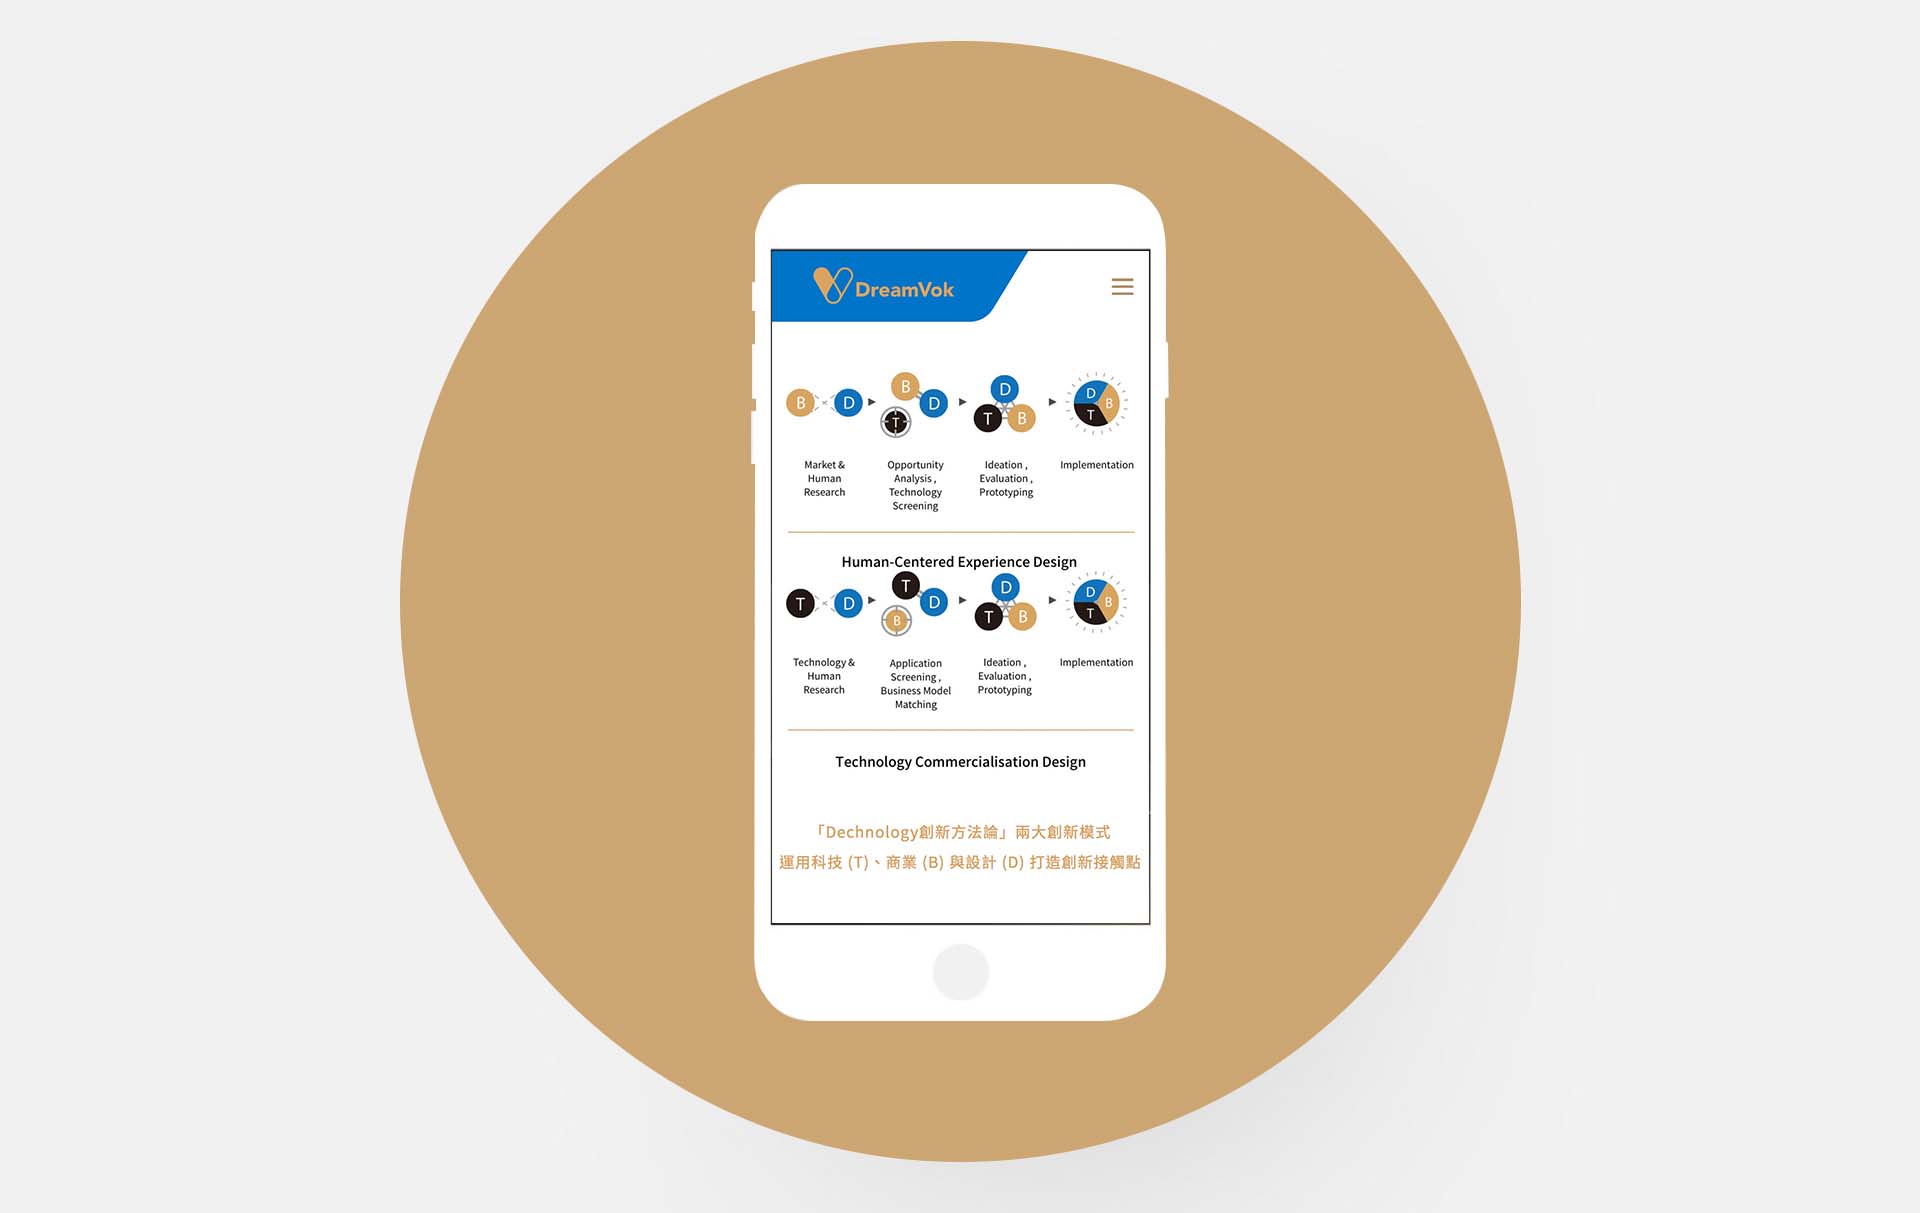 DreamVok
B D B D T D T B D B T
Market &
Human
Research
Opportunity
Analysis ,
Technology
Screening
Ideation ,
Evaluation ,
Prototyping
Implementation
Human-Centered Experience Design
T D T D B D T B D B T
Technology &
Human
Research
Application
Screening ,
Business Model
Matching
Ideation ,
Evaluation ,
Prototyping
Implementation
Technology Commercialisation Design
「Dechnology創新方法論」兩大創新模式
運用科技 (T)、商業 (B) 與設計 (D) 打造創新接觸點